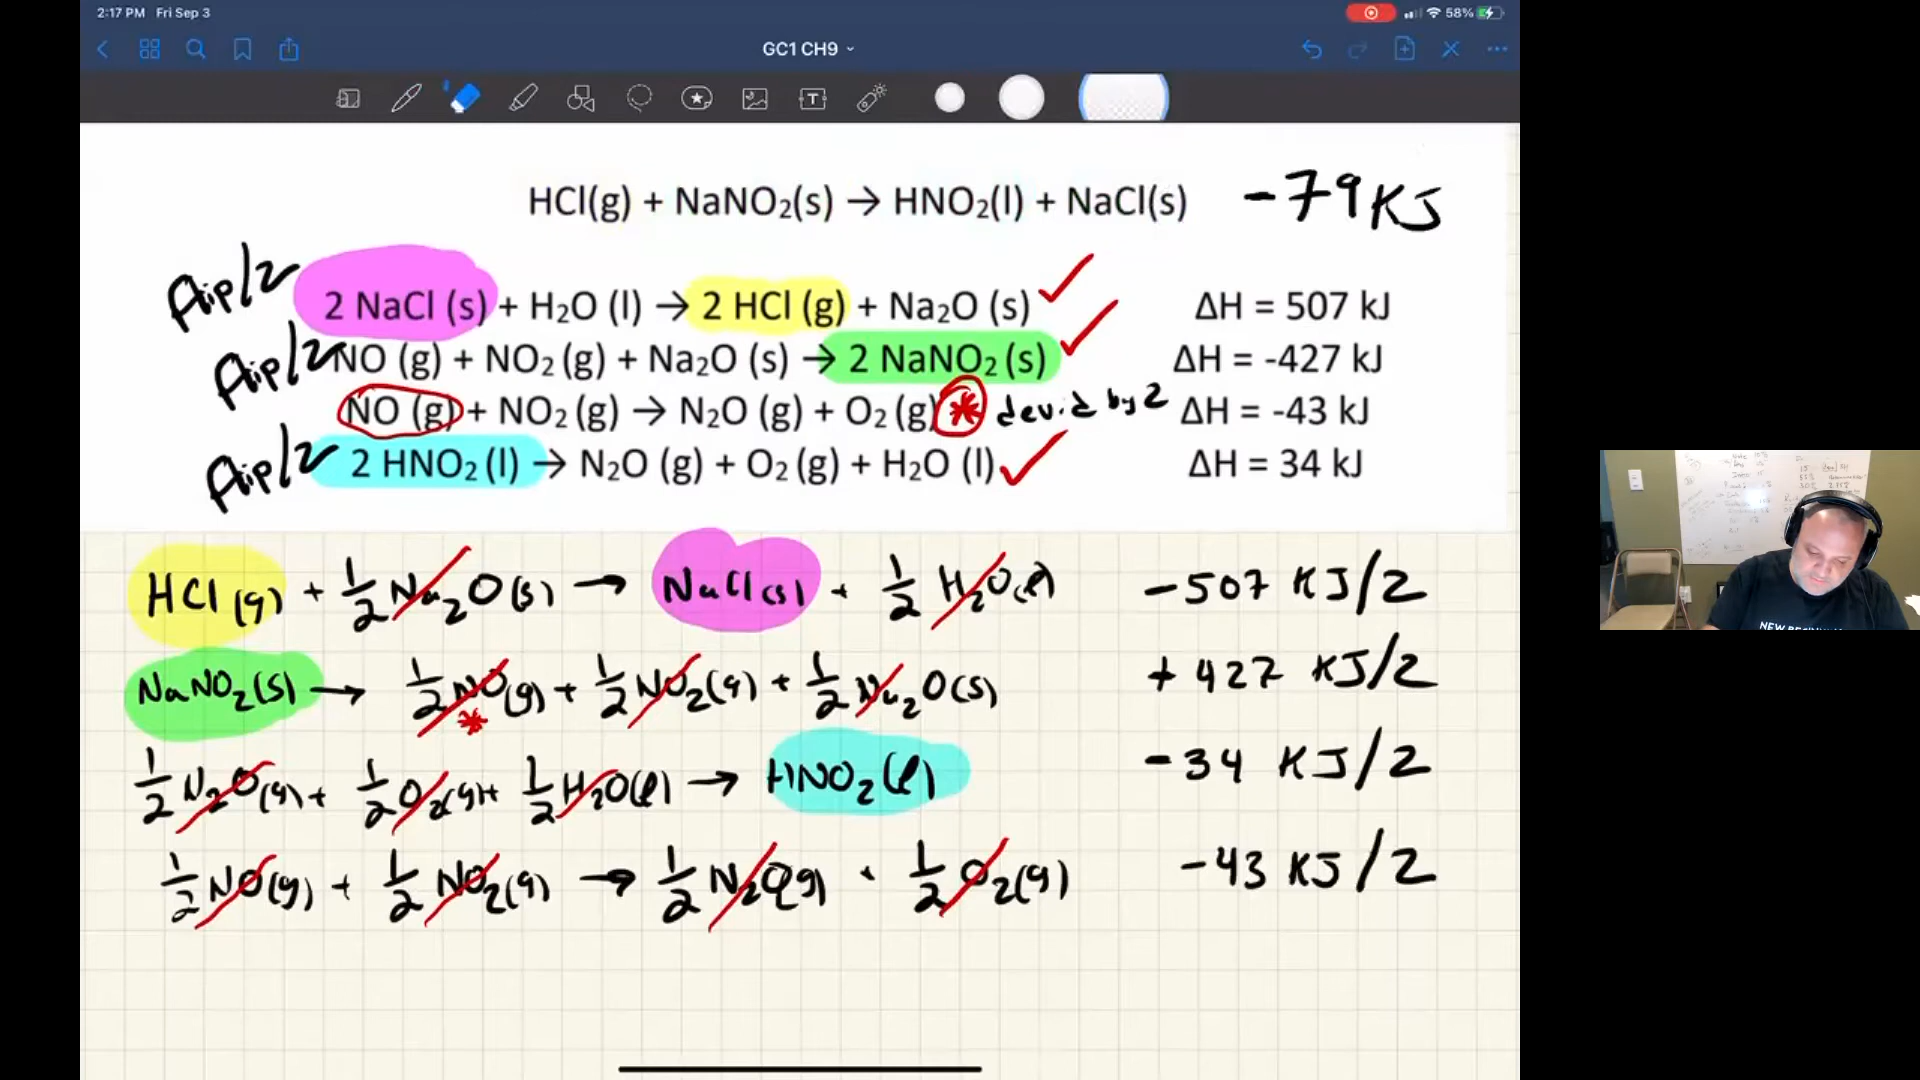 2:17 PM Fri Sep 3
58%
GC1 CH9
HCl(g) + NaNO₂(s) → HNO₂(l) + NaCl(s) -79 KJ
flip/2 2 NaCl (s) + H₂O (l) → 2 HCl (g) + Na₂O (s) ✓ ΔH = 507 kJ
flip/2 NO (g) + NO₂ (g) + Na₂O (s) → 2 NaNO₂ (s) ✓ ΔH = -427 kJ
NO (g) + NO₂ (g) → N₂O (g) + O₂ (g) * devid by 2 ΔH = -43 kJ
flip/2 2 HNO₂ (l) → N₂O (g) + O₂ (g) + H₂O (l) ✓ ΔH = 34 kJ
HCl (g) + 1/2 Na₂O(s) → NaCl(s) + 1/2 H₂O(l) -507 KJ/2
NaNO₂(s) → 1/2 NO(g) + 1/2 NO₂(g) + 1/2 Na₂O(s) +427 KJ/2
*
1/2 N₂O(g) + 1/2 O₂(g) + 1/2 H₂O(l) → HNO₂(l) -34 KJ/2
1/2 NO(g) + 1/2 NO₂(g) → 1/2 N₂O(g) + 1/2 O₂(g) -43 KJ/2